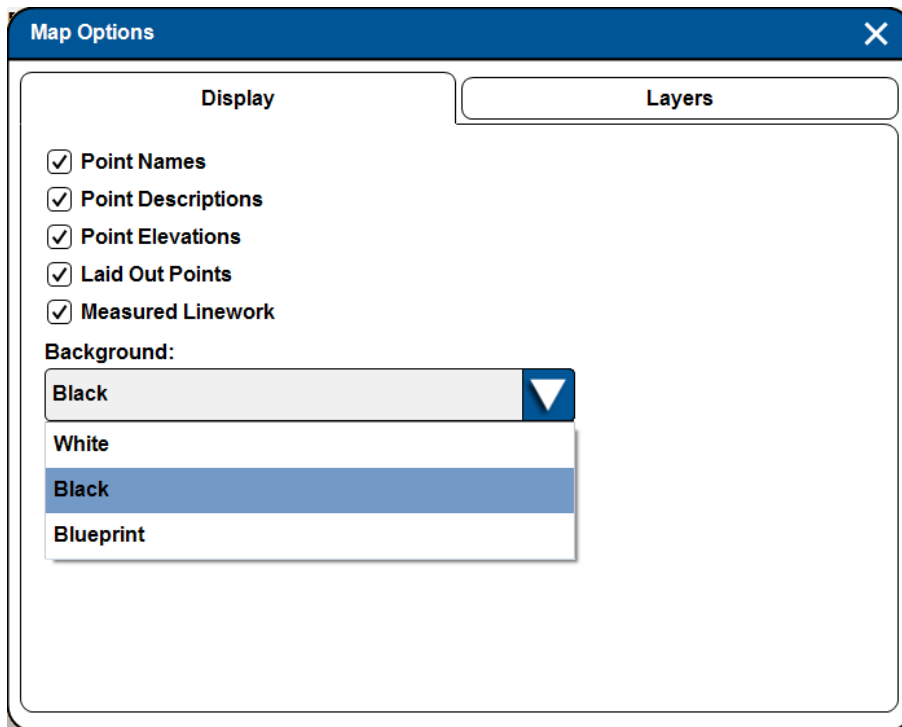 Map Options
Display
Layers
Point Names
Point Descriptions
Point Elevations
Laid Out Points
Measured Linework
Background:
Black
White
Black
Blueprint